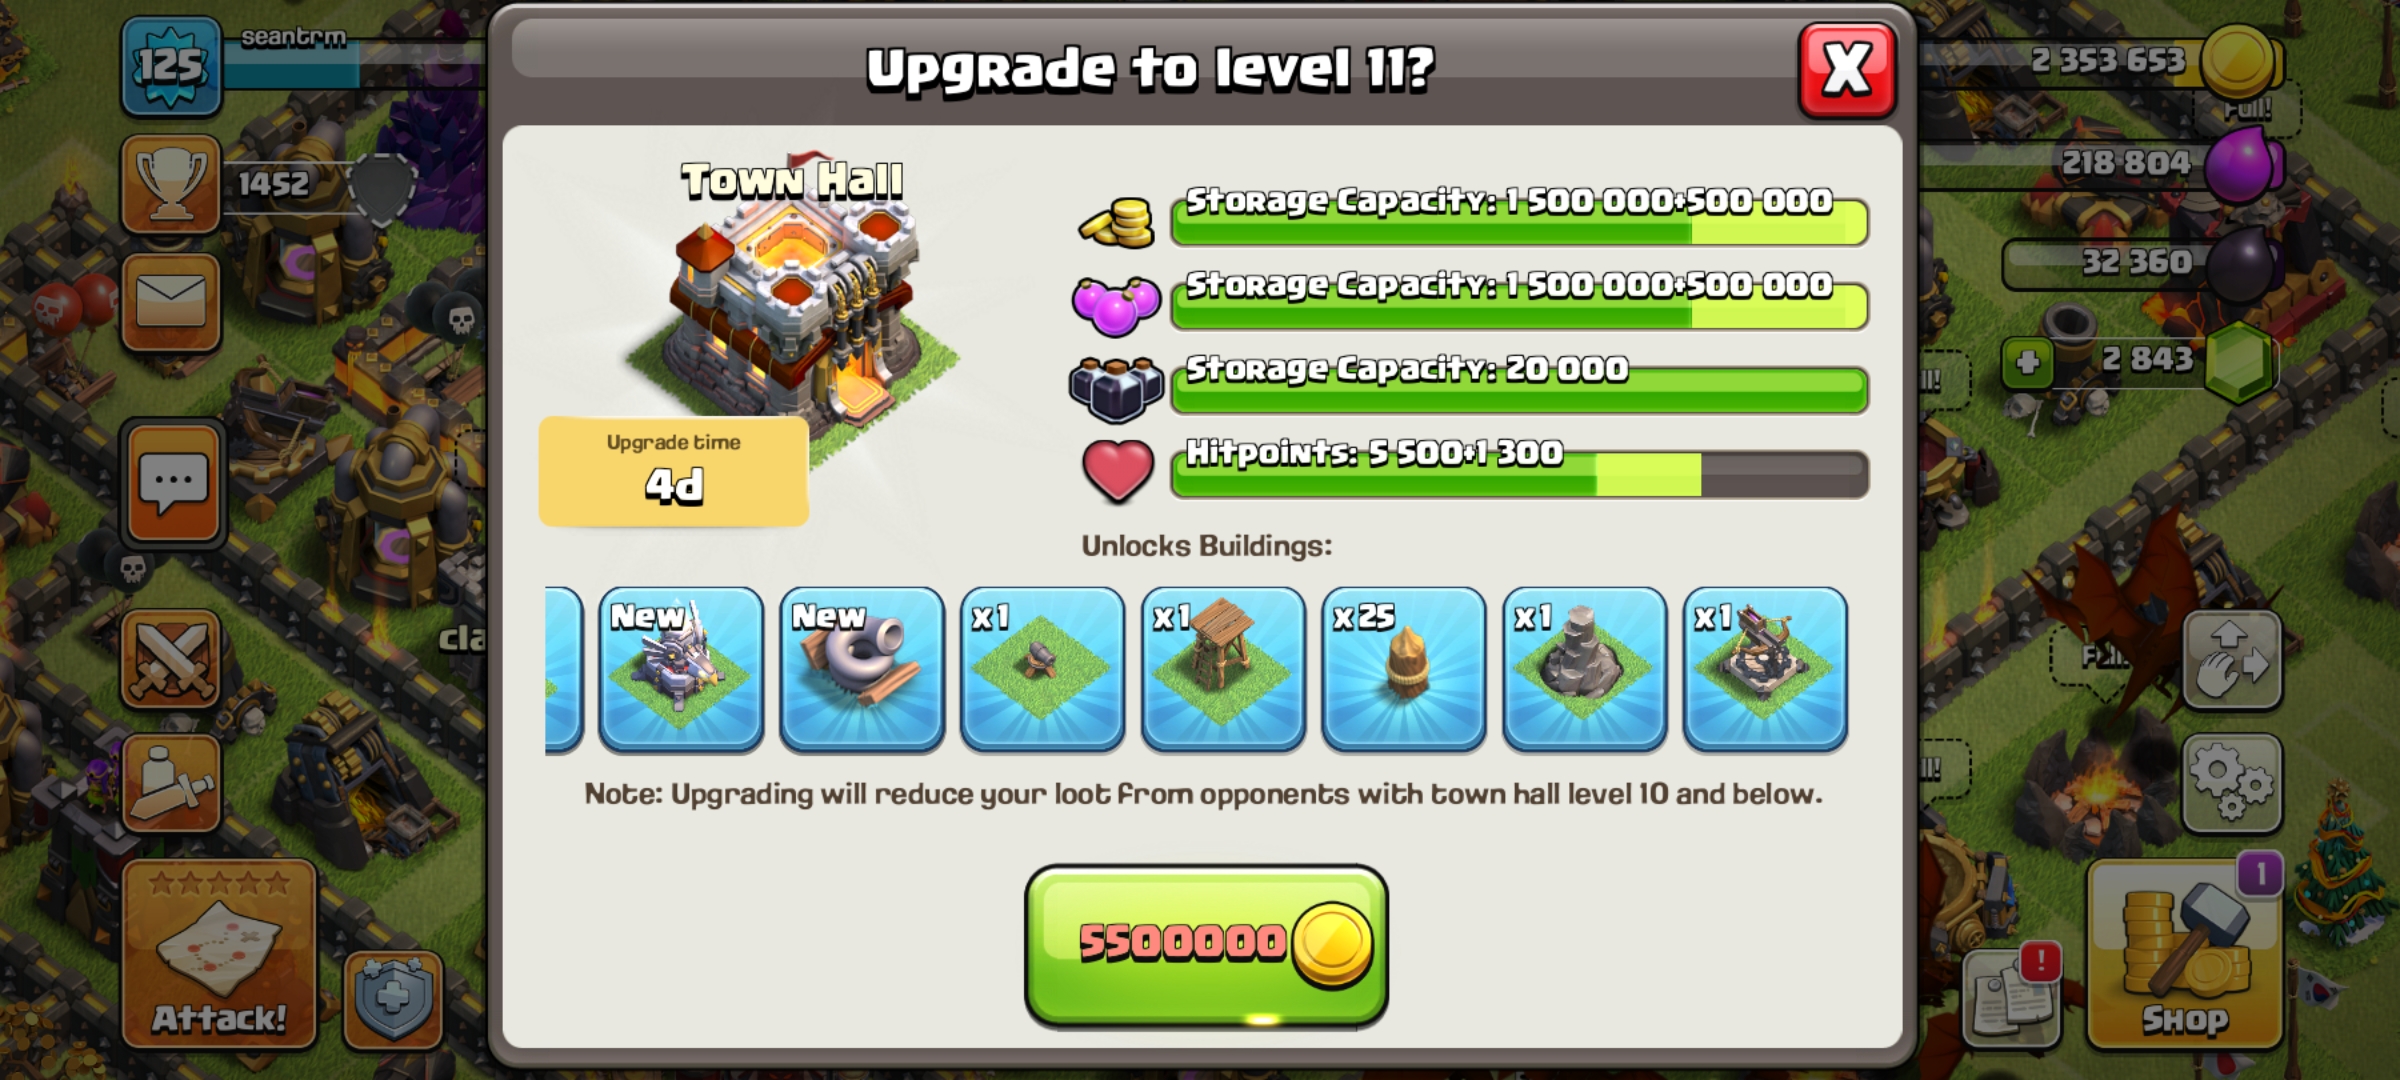 125
seantrm
1452
Upgrade to level 11?
X
2 353 653
Full!
218 804
32 360
2 843
Town Hall
Storage Capacity: 1 500 000+500 000
Storage Capacity: 1 500 000+500 000
Storage Capacity: 20 000
Hitpoints: 5 500+1 300
Upgrade time
4d
Unlocks Buildings:
New
New
x1
x1
x25
x1
x1
Note: Upgrading will reduce your loot from opponents with town hall level 10 and below.
5500000
Attack!
1
!
Shop